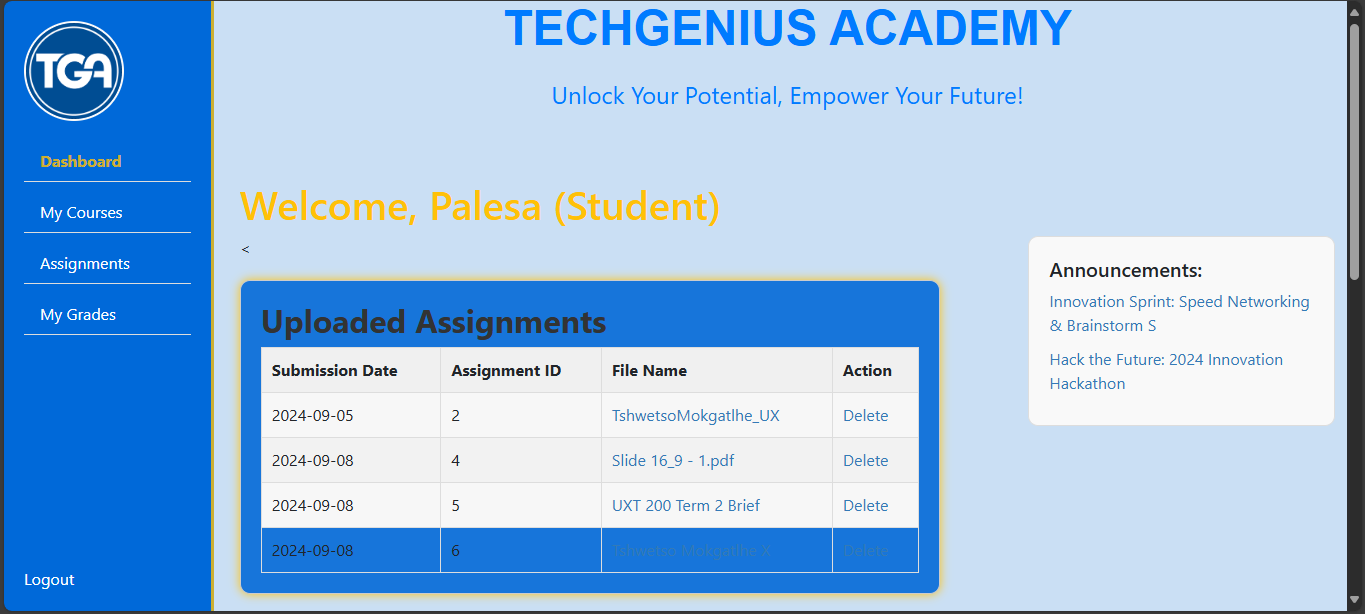 TGA
Dashboard
My Courses
Assignments
My Grades
Logout
TECHGENIUS ACADEMY
Unlock Your Potential, Empower Your Future!
Welcome, Palesa (Student)
<
Uploaded Assignments
Submission Date Assignment ID File Name Action
2024-09-05 2 TshwetsoMokgatlhe_UX Delete
2024-09-08 4 Slide 16_9 - 1.pdf Delete
2024-09-08 5 UXT 200 Term 2 Brief Delete
2024-09-08 6 Tshwetso Mokgatlhe X Delete
Announcements:
Innovation Sprint: Speed Networking
& Brainstorm S
Hack the Future: 2024 Innovation
Hackathon